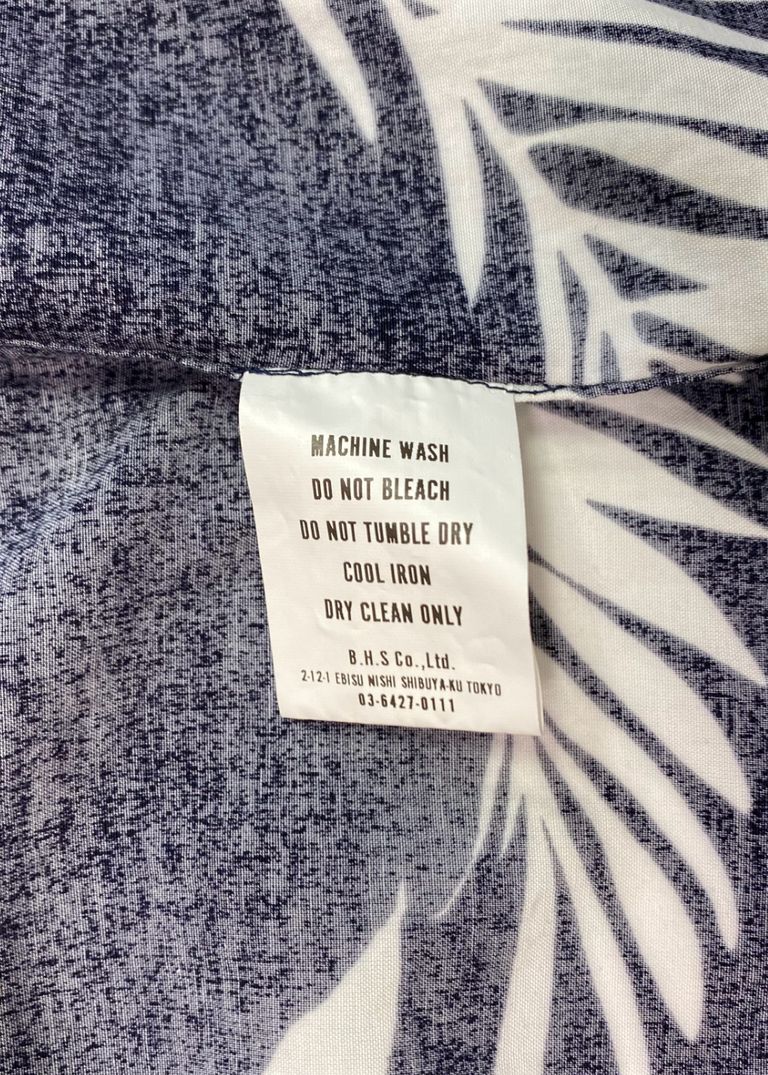 MACHINE WASH
DO NOT BLEACH
DO NOT TUMBLE DRY
COOL IRON
DRY CLEAN ONLY
B.H.S Co.,Ltd.
2-12-1 EBISU NISHI SHIBUYA-KU TOKYO
03-6427-0111